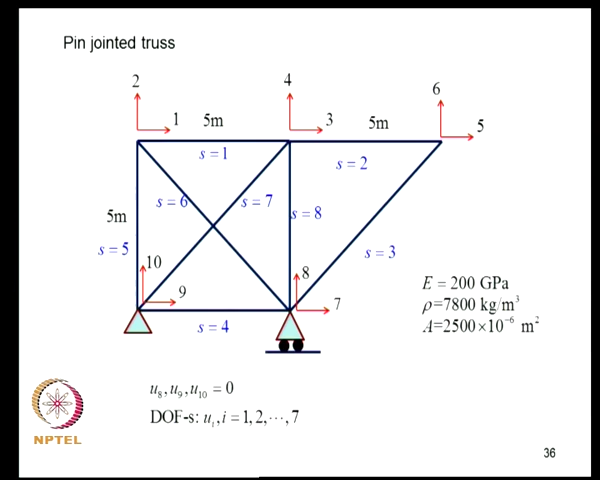 Pin jointed truss
2
4
6
1
5m
3
5m
5
s = 1
s = 2
5m
s = 6
s = 7
s = 8
s = 5
s = 3
10
9
8
7
s = 4
E = 200 GPa
ρ=7800 kg/m³
A=2500×10⁻⁶ m²
u₈,u₉,u₁₀ = 0
DOF-s: uᵢ,i = 1,2,⋯,7
NPTEL
36